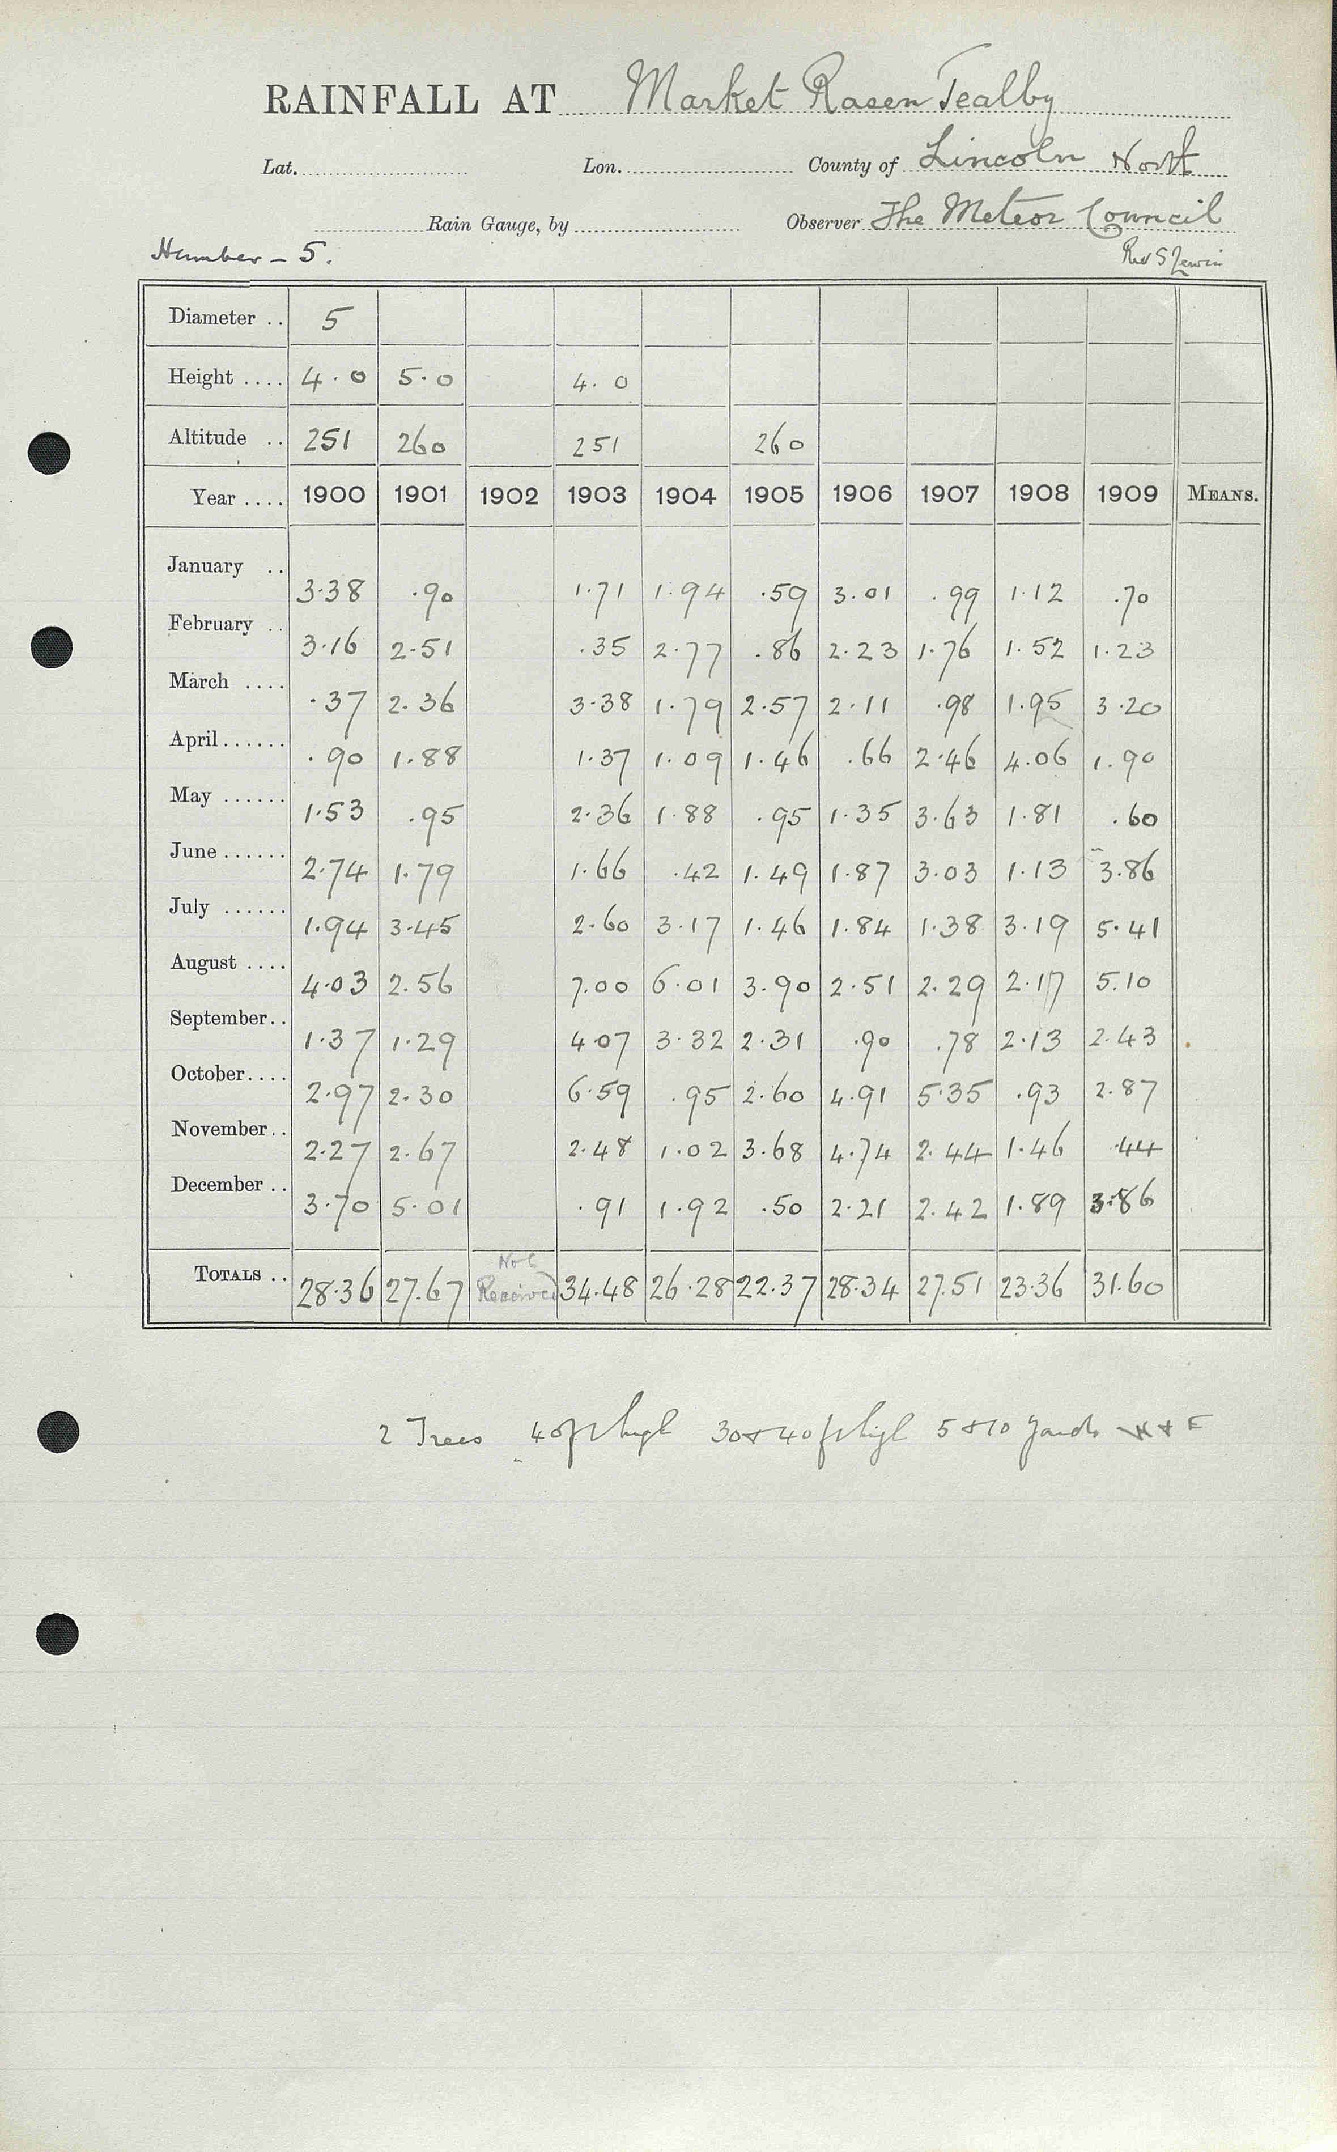 RAINFALL AT Market Rasen Tealby
Lat. Lon. County of Lincoln North
Rain Gauge, by Observer The Meteor Council
Humber - 5. Rev S Lewin
Diameter .. 5
Height .... 4.0 5.0 4.0
Altitude .. 251 260 251 260
Year .... 1900 1901 1902 1903 1904 1905 1906 1907 1908 1909 MEANS.
January .. 3.38 .90 1.71 1.94 .59 3.01 .99 1.12 .70
February .. 3.16 2.51 .35 2.77 .86 2.23 1.76 1.52 1.23
March .... .37 2.36 3.38 1.79 2.57 2.11 .98 1.95 3.20
April...... .90 1.88 1.37 1.09 1.46 .66 2.46 4.06 1.90
May ...... 1.53 .95 2.36 1.88 .95 1.35 3.63 1.81 .60
June ...... 2.74 1.79 1.66 .42 1.49 1.87 3.03 1.13 3.86
July ...... 1.94 3.45 2.60 3.17 1.46 1.84 1.38 3.19 5.41
August .... 4.03 2.56 7.00 6.01 3.90 2.51 2.29 2.17 5.10
September.. 1.37 1.29 4.07 3.32 2.31 .90 .78 2.13 2.43
October.... 2.97 2.30 6.59 .95 2.60 4.91 5.35 .93 2.87
November.. 2.27 2.67 2.48 1.02 3.68 4.74 2.44 1.46 .44
December .. 3.70 5.01 .91 1.92 .50 2.21 2.42 1.89 3.86
TOTALS .. 28.36 27.67 Not Received 34.48 26.28 22.37 28.34 27.51 23.36 31.60
2 Trees 40ft high 30 & 40 ft high 5 & 10 yards W & E